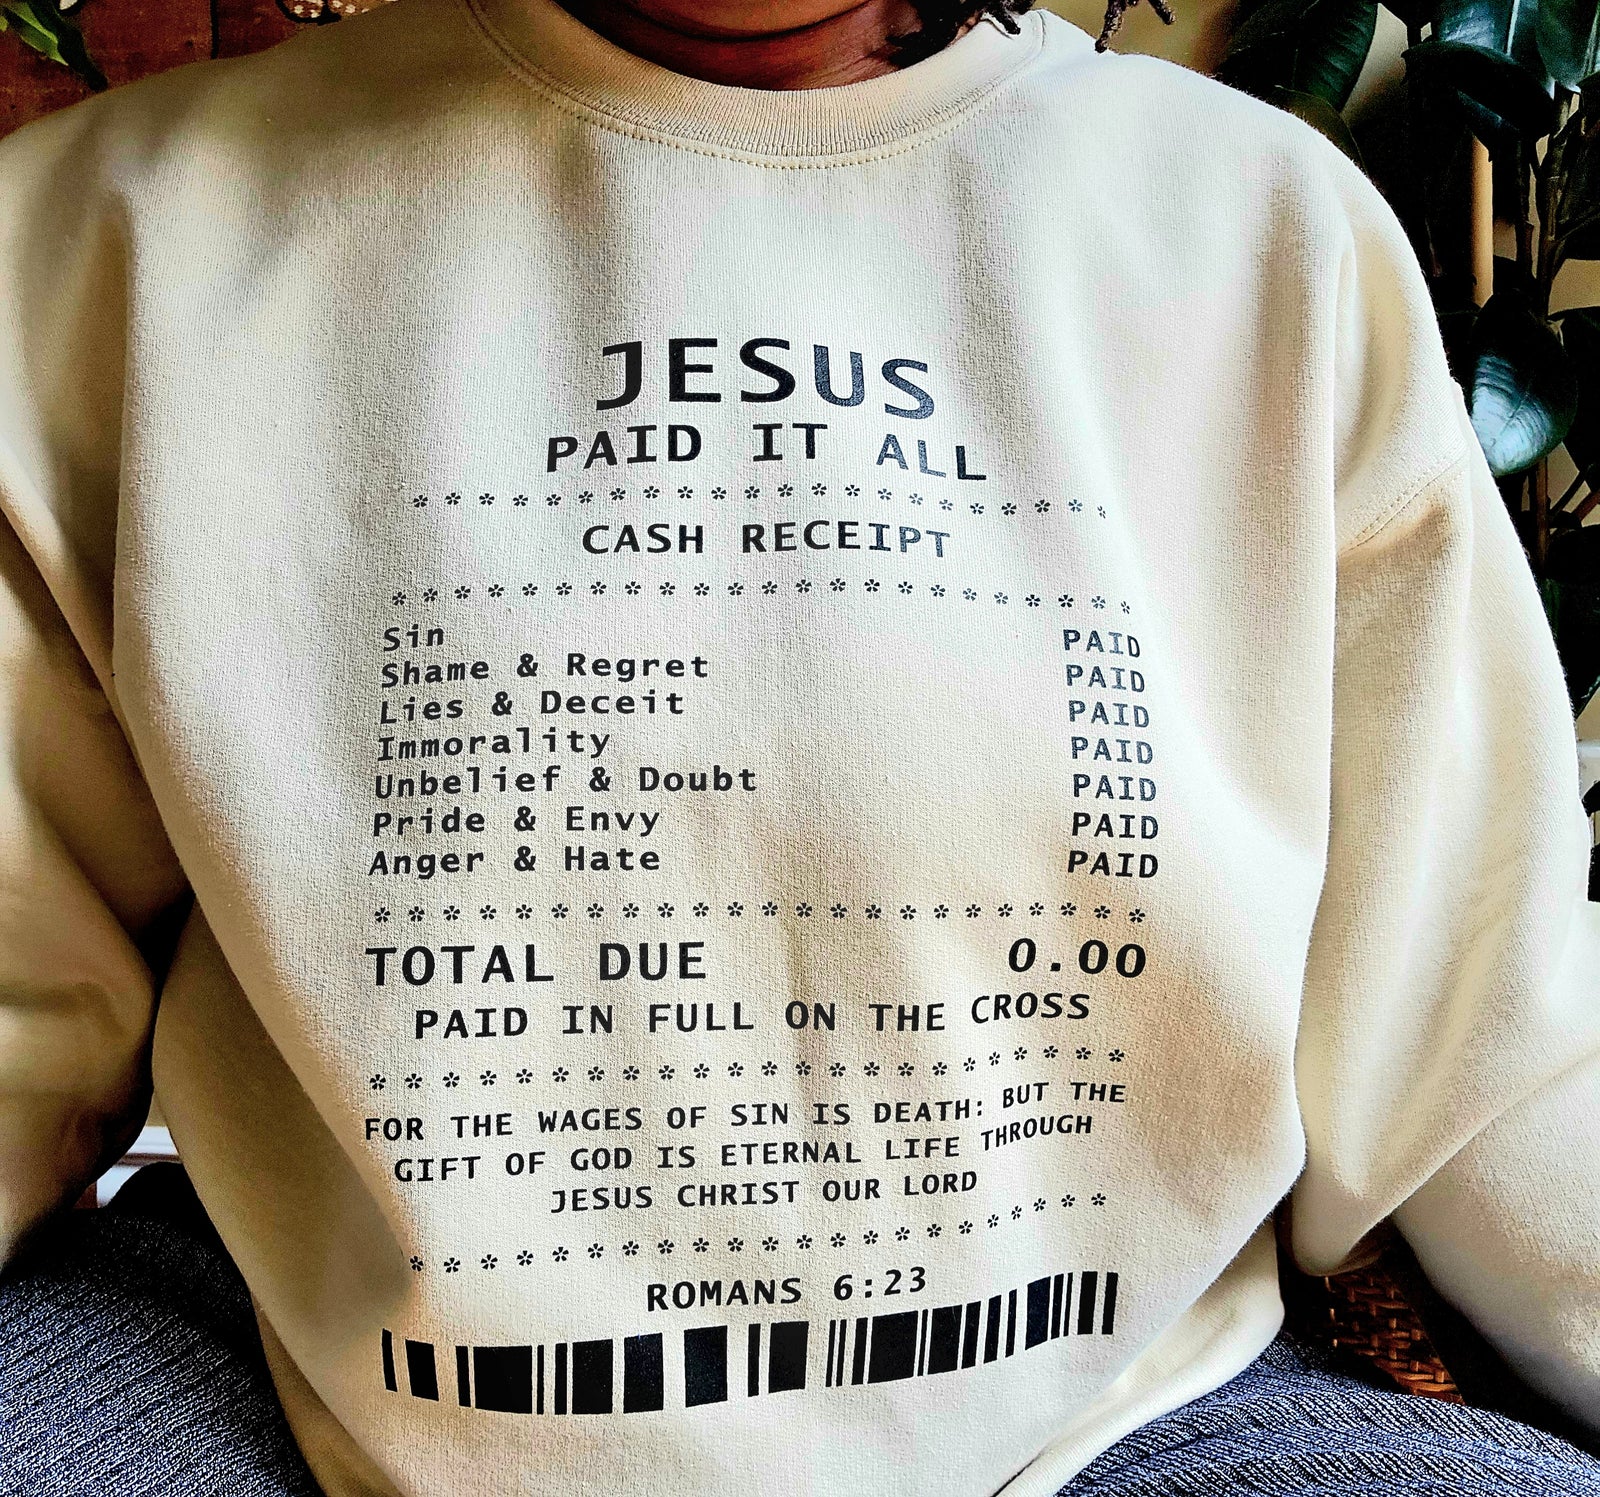 JESUS
PAID IT ALL
* * * * * * * * * * * * * * * * * * * * * *
CASH RECEIPT
* * * * * * * * * * * * * * * * * * * * * *
Sin PAID
Shame & Regret PAID
Lies & Deceit PAID
Immorality PAID
Unbelief & Doubt PAID
Pride & Envy PAID
Anger & Hate PAID
* * * * * * * * * * * * * * * * * * * * * *
TOTAL DUE 0.00
PAID IN FULL ON THE CROSS
* * * * * * * * * * * * * * * * * * * * * *
FOR THE WAGES OF SIN IS DEATH: BUT THE
GIFT OF GOD IS ETERNAL LIFE THROUGH
JESUS CHRIST OUR LORD
* * * * * * * * * * * * * * * * * * * *
ROMANS 6:23